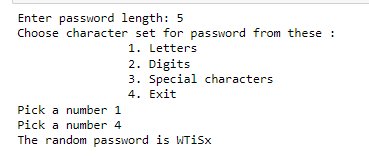 Enter password length: 5
Choose character set for password from these :
1. Letters
2. Digits
3. Special characters
4. Exit
Pick a number 1
Pick a number 4
The random password is WTiSx